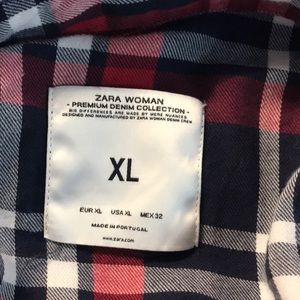 ZARA WOMAN
- PREMIUM DENIM COLLECTION -
BIG DIFFERENCES ARE MADE BY MERE NUANCES
DESIGNED AND MANUFACTURED BY ZARA WOMAN DENIM CREW
XL
EUR XL USA XL MEX 32
MADE IN PORTUGAL
www.zara.com